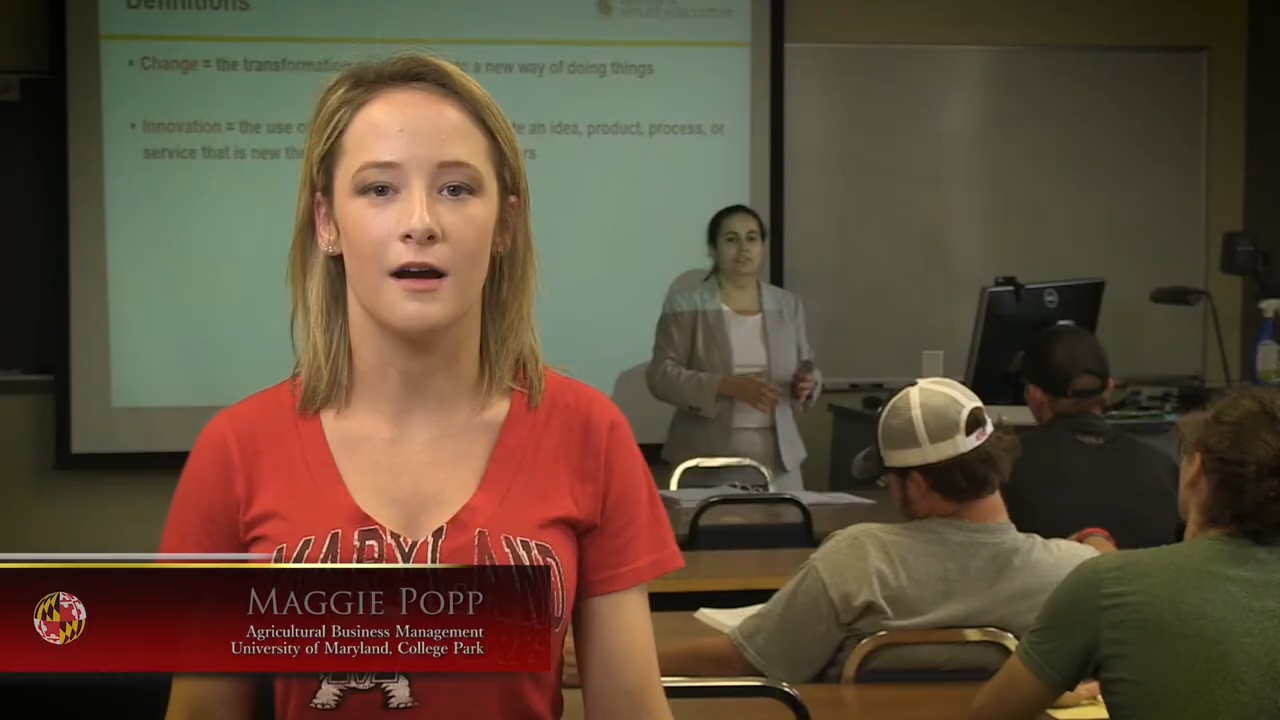 Definitions
• Change = the transformation to a new way of doing things
• Innovation = the use o an idea, product, process, or
service that is new the rs
MARYLAND
MAGGIE POPP
Agricultural Business Management
University of Maryland, College Park